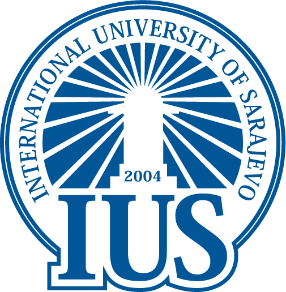 INTERNATIONAL UNIVERSITY OF SARAJEVO
2004
IUS